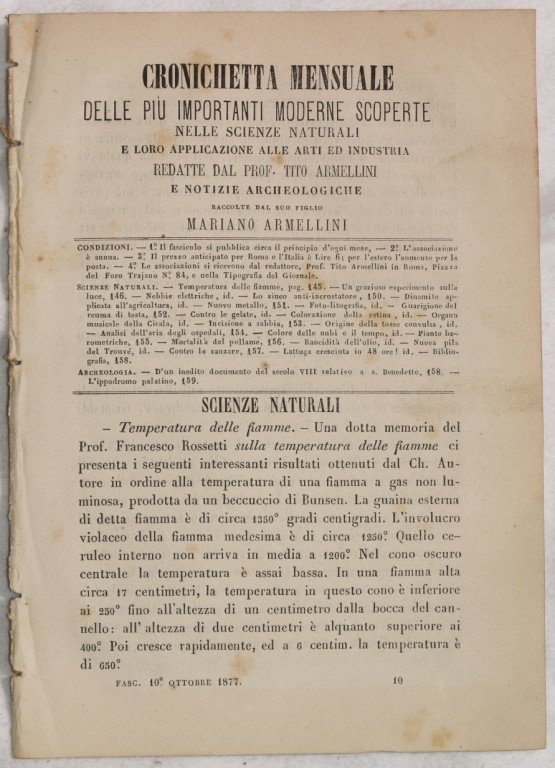 CRONICHETTA MENSUALE
DELLE PIÙ IMPORTANTI MODERNE SCOPERTE
NELLE SCIENZE NATURALI
E LORO APPLICAZIONE ALLE ARTI ED INDUSTRIA
REDATTE DAL PROF. TITO ARMELLINI
E NOTIZIE ARCHEOLOGICHE
RACCOLTE DAL SUO FIGLIO
MARIANO ARMELLINI
CONDIZIONI. — 1.º Il fascicolo si pubblica circa il principio d'ogni mese, — 2.º L'associazione
è annua. — 3.º Il prezzo anticipato per Roma e l'Italia è Lire 6; per l'estero l'aumento per la
posta. — 4.º Le associazioni si ricevono dal redattore, Prof. Tito Armellini in Roma, Piazza
del Foro Trajano Nº 84, e nella Tipografia del Giornale.
SCIENZE NATURALI. — Temperatura delle fiamme, pag. 145. — Un grazioso esperimento sulla
luce, 146. — Nebbie elettriche, id. — Lo zinco anti-incrostatore, 150. — Dinamite ap-
plicata all'agricoltura, id. — Nuovo metallo, 151. — Foto-litografia, id. — Guarigione del
reuma di testa, 152. — Contro le gelate, id. — Colorazione della retina, id. — Organo
musicale della Cicala, id. — Incisione a sabbia, 153. — Origine della tosse convulsa, id.
— Analisi dell'aria degli ospedali, 154. — Colore delle nubi e il tempo, id. — Piante ba-
rometriche, 155. — Mortalità del pollame, 156. — Rancidità dell'olio, id. — Nuova pila
del Trouvé, id. — Contro le zanzare, 157. — Lattuga cresciuta in 48 ore! id. — Biblio-
grafia, 158.
ARCHEOLOGIA. — D'un inedito documento del secolo VIII relativo a s. Benedetto, 158. —
L'ippodromo palatino, 159.
SCIENZE NATURALI
– Temperatura delle fiamme. – Una dotta memoria del
Prof. Francesco Rossetti sulla temperatura delle fiamme ci
presenta i seguenti interessanti risultati ottenuti dal Ch. Au-
tore in ordine alla temperatura di una fiamma a gas non lu-
minosa, prodotta da un beccuccio di Bunsen. La guaina esterna
di detta fiamma è di circa 1350º gradi centigradi. L'involucro
violaceo della fiamma medesima è di circa 1250.º Quello ce-
ruleo interno non arriva in media a 1200.º Nel cono oscuro
centrale la temperatura è assai bassa. In una fiamma alta
circa 17 centimetri, la temperatura in questo cono è inferiore
ai 250º fino all'altezza di un centimetro dalla bocca del can-
nello: all'altezza di due centimetri è alquanto superiore ai
400.º Poi cresce rapidamente, ed a 6 centim. la temperatura è
di 650.º
FASC. 10.º OTTOBRE 1877.
10